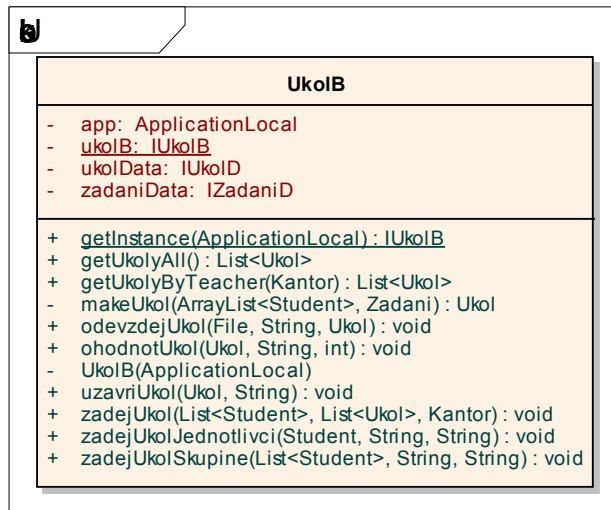 UkolB
- app: ApplicationLocal
- ukolB: IUkolB
- ukolData: IUkolD
- zadaniData: IZadaniD
+ getInstance(ApplicationLocal) : IUkolB
+ getUkolyAll() : List<Ukol>
+ getUkolyByTeacher(Kantor) : List<Ukol>
- makeUkol(ArrayList<Student>, Zadani) : Ukol
+ odevzdejUkol(File, String, Ukol) : void
+ ohodnotUkol(Ukol, String, int) : void
- UkolB(ApplicationLocal)
+ uzavriUkol(Ukol, String) : void
+ zadejUkol(List<Student>, List<Ukol>, Kantor) : void
+ zadejUkolJednotlivci(Student, String, String) : void
+ zadejUkolSkupine(List<Student>, String, String) : void